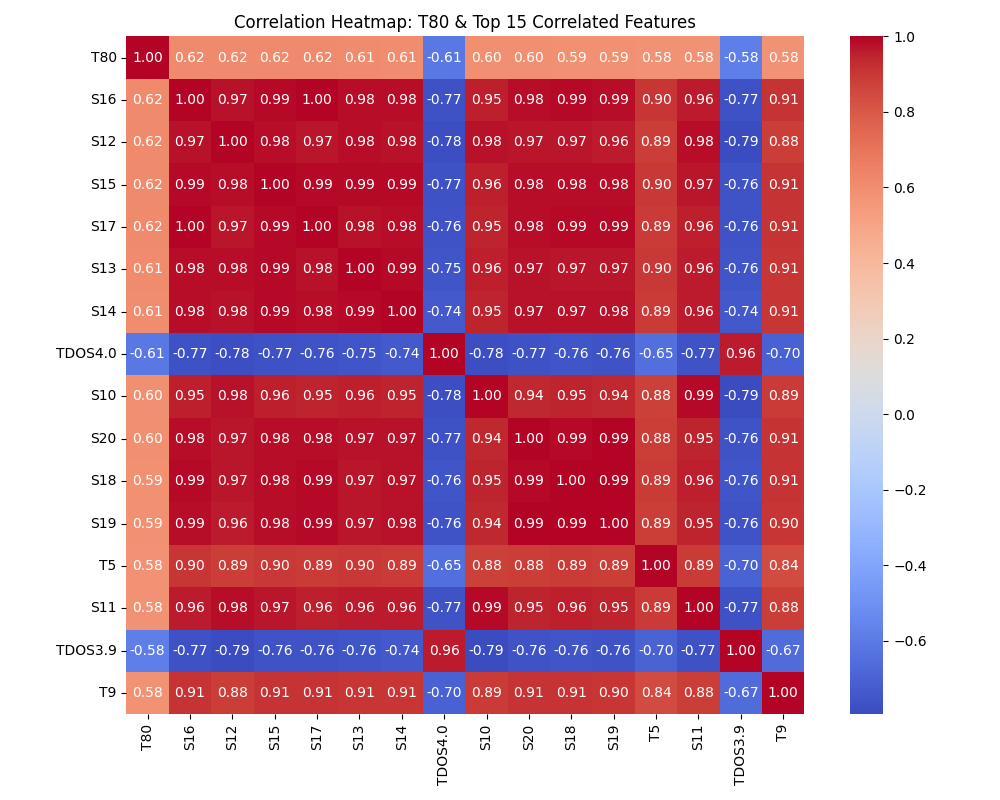 Correlation Heatmap: T80 & Top 15 Correlated Features
T80 1.00 0.62 0.62 0.62 0.62 0.61 0.61 -0.61 0.60 0.60 0.59 0.59 0.58 0.58 -0.58 0.58
S16 0.62 1.00 0.97 0.99 1.00 0.98 0.98 -0.77 0.95 0.98 0.99 0.99 0.90 0.96 -0.77 0.91
S12 0.62 0.97 1.00 0.98 0.97 0.98 0.98 -0.78 0.98 0.97 0.97 0.96 0.89 0.98 -0.79 0.88
S15 0.62 0.99 0.98 1.00 0.99 0.99 0.99 -0.77 0.96 0.98 0.98 0.98 0.90 0.97 -0.76 0.91
S17 0.62 1.00 0.97 0.99 1.00 0.98 0.98 -0.76 0.95 0.98 0.99 0.99 0.89 0.96 -0.76 0.91
S13 0.61 0.98 0.98 0.99 0.98 1.00 0.99 -0.75 0.96 0.97 0.97 0.97 0.90 0.96 -0.76 0.91
S14 0.61 0.98 0.98 0.99 0.98 0.99 1.00 -0.74 0.95 0.97 0.97 0.98 0.89 0.96 -0.74 0.91
TDOS4.0 -0.61 -0.77 -0.78 -0.77 -0.76 -0.75 -0.74 1.00 -0.78 -0.77 -0.76 -0.76 -0.65 -0.77 0.96 -0.70
S10 0.60 0.95 0.98 0.96 0.95 0.96 0.95 -0.78 1.00 0.94 0.95 0.94 0.88 0.99 -0.79 0.89
S20 0.60 0.98 0.97 0.98 0.98 0.97 0.97 -0.77 0.94 1.00 0.99 0.99 0.88 0.95 -0.76 0.91
S18 0.59 0.99 0.97 0.98 0.99 0.97 0.97 -0.76 0.95 0.99 1.00 0.99 0.89 0.96 -0.76 0.91
S19 0.59 0.99 0.96 0.98 0.99 0.97 0.98 -0.76 0.94 0.99 0.99 1.00 0.89 0.95 -0.76 0.90
T5 0.58 0.90 0.89 0.90 0.89 0.90 0.89 -0.65 0.88 0.88 0.89 0.89 1.00 0.89 -0.70 0.84
S11 0.58 0.96 0.98 0.97 0.96 0.96 0.96 -0.77 0.99 0.95 0.96 0.95 0.89 1.00 -0.77 0.88
TDOS3.9 -0.58 -0.77 -0.79 -0.76 -0.76 -0.76 -0.74 0.96 -0.79 -0.76 -0.76 -0.76 -0.70 -0.77 1.00 -0.67
T9 0.58 0.91 0.88 0.91 0.91 0.91 0.91 -0.70 0.89 0.91 0.91 0.90 0.84 0.88 -0.67 1.00
T80 S16 S12 S15 S17 S13 S14 TDOS4.0 S10 S20 S18 S19 T5 S11 TDOS3.9 T9
1.0
0.8
0.6
0.4
0.2
0.0
−0.2
−0.4
−0.6